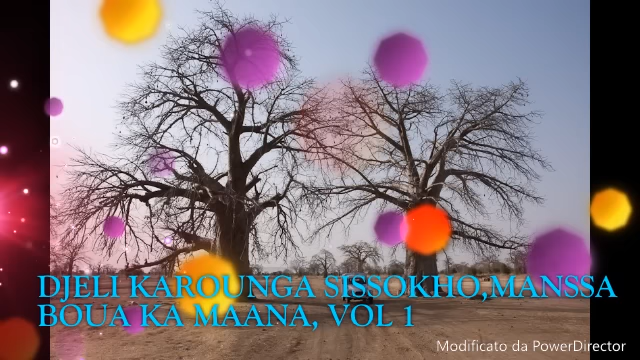 DJELI KAROUNGA SISSOKHO,MANSSA
BOUA KA MAANA, VOL 1
Modificato da PowerDirector